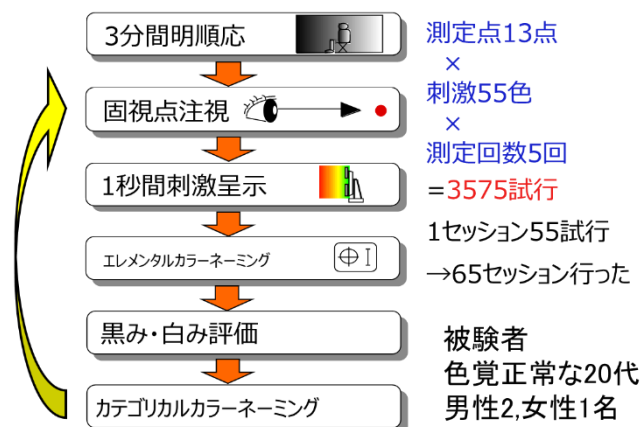 3分間明順応
固視点注視
1秒間刺激呈示
エレメンタルカラーネーミング
黒み・白み評価
カテゴリカルカラーネーミング
測定点13点
×
刺激55色
×
測定回数5回
=3575試行
1セッション55試行
→65セッション行った
被験者
色覚正常な20代
男性2,女性1名